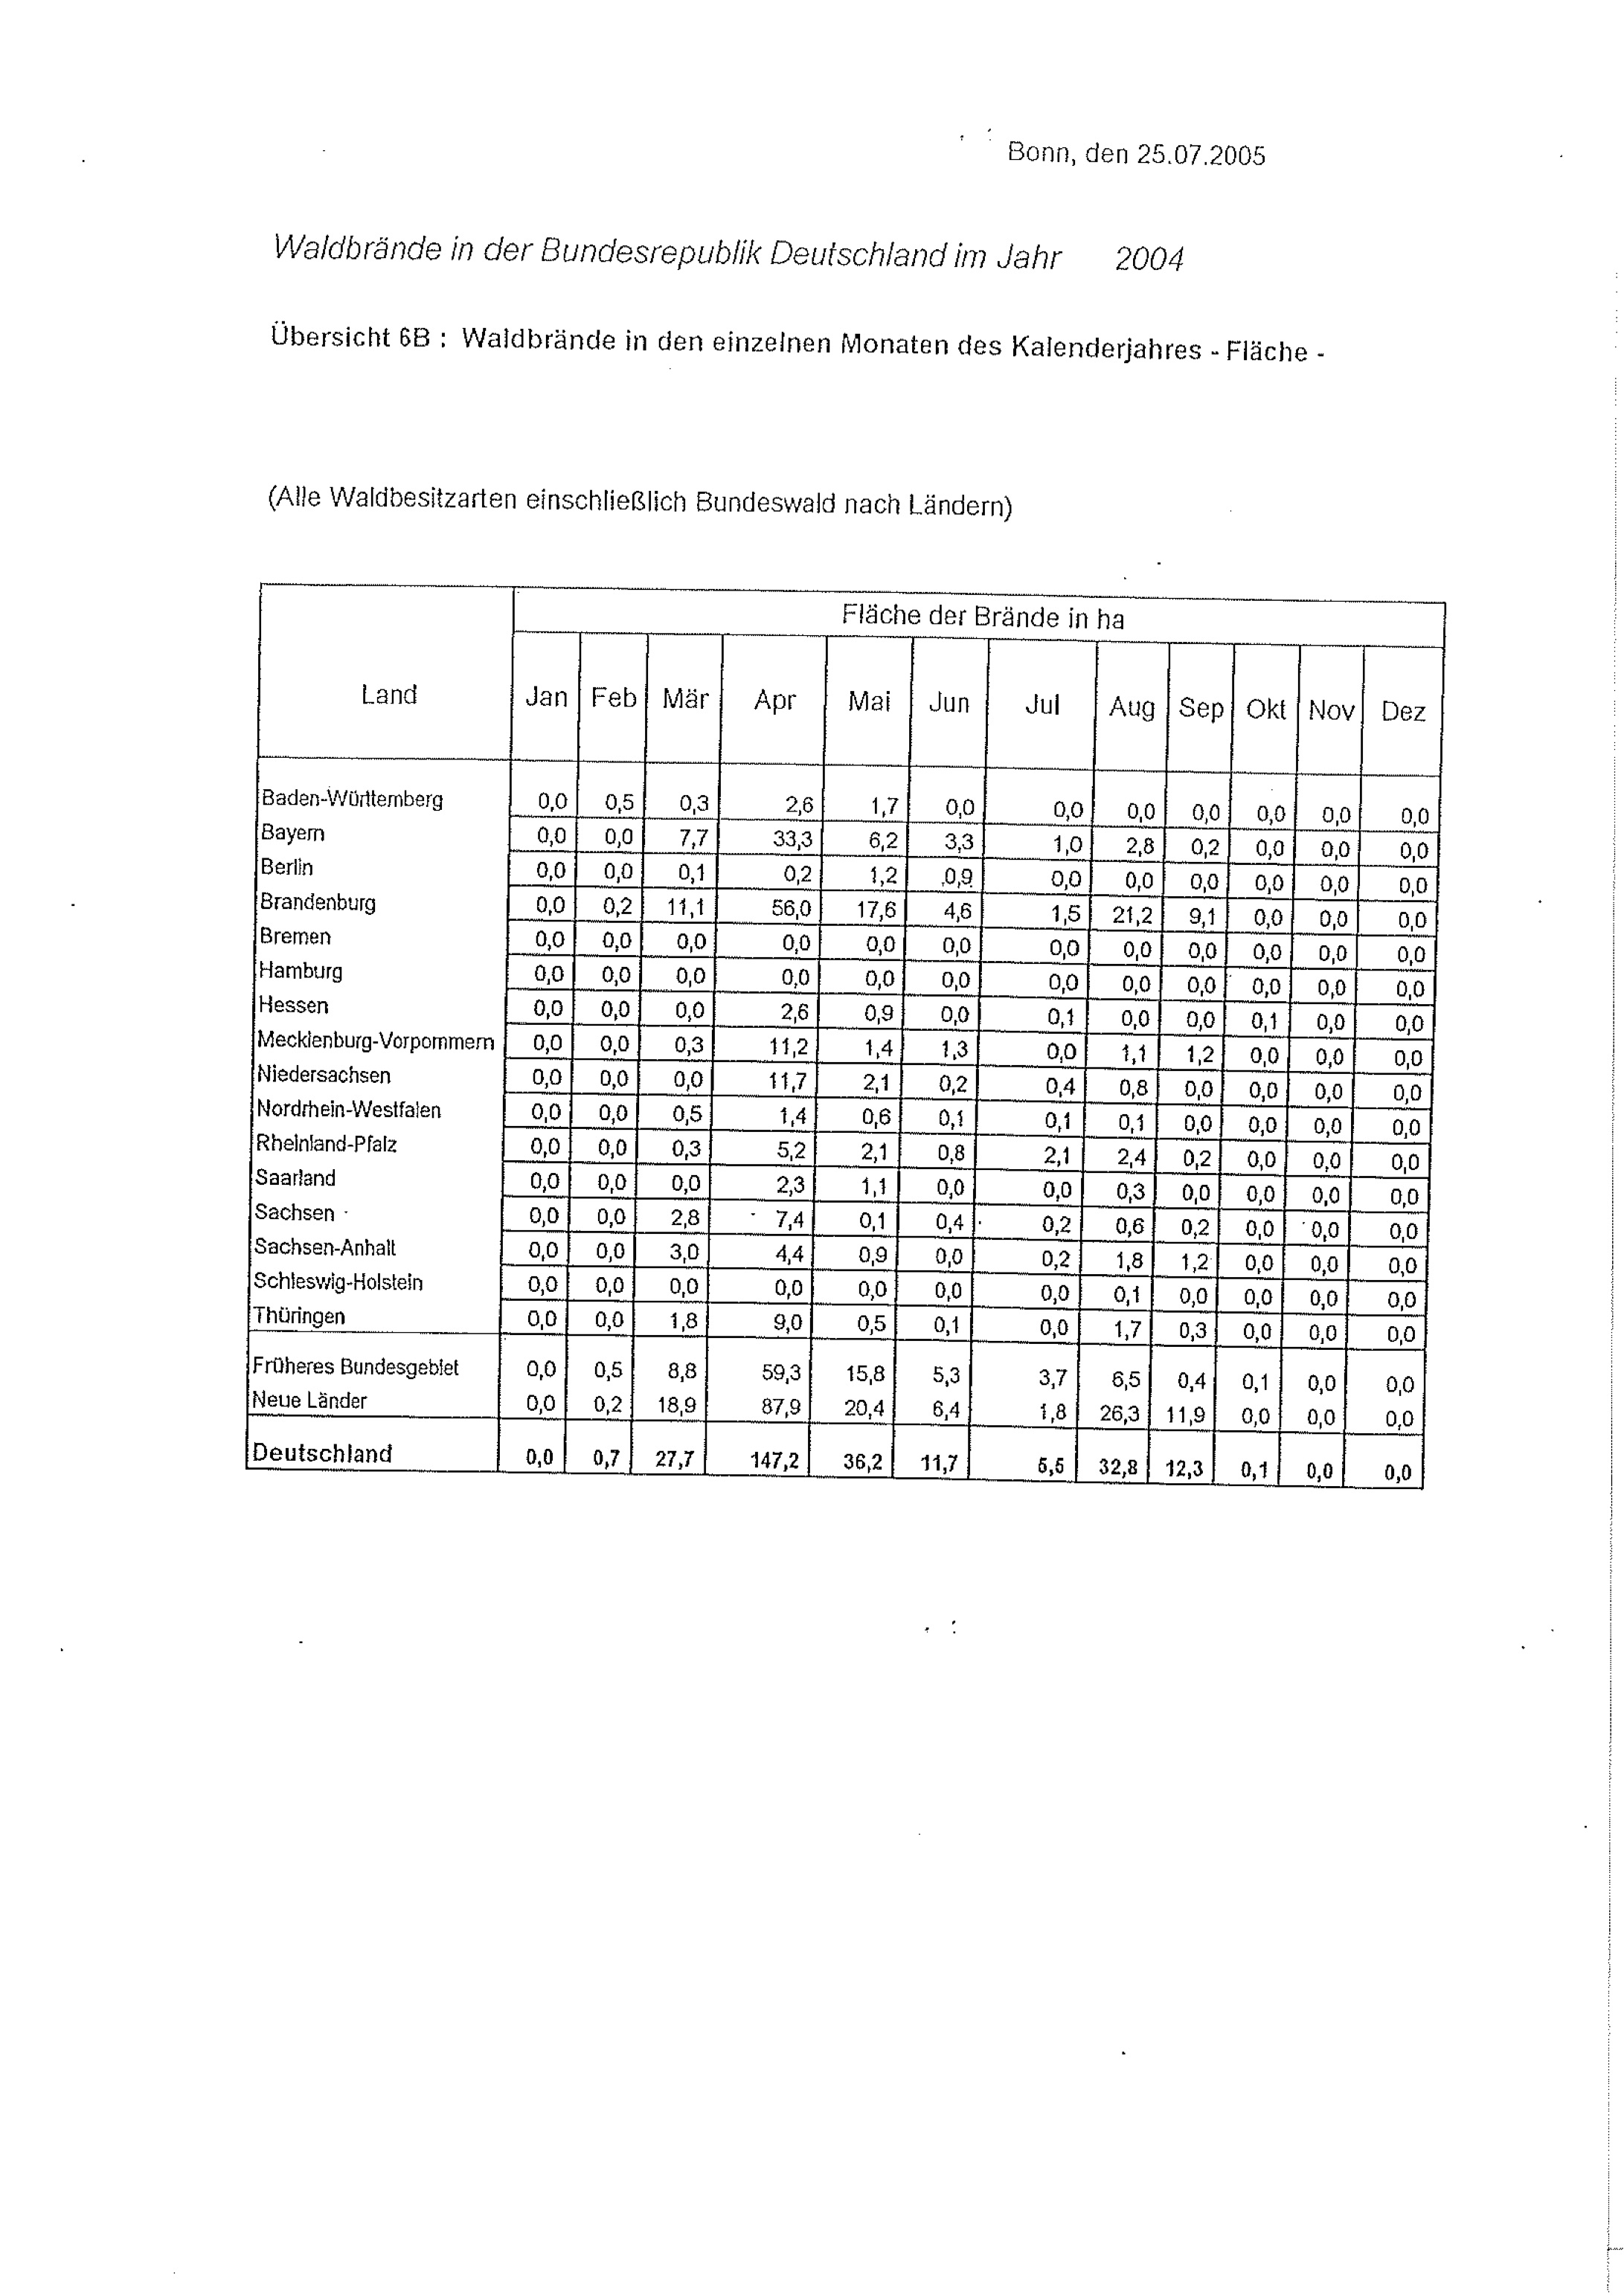 Bonn, den 25.07.2005
Waldbrände in der Bundesrepublik Deutschland im Jahr 2004
Übersicht 6B : Waldbrände in den einzelnen Monaten des Kalenderjahres - Fläche -
(Alle Waldbesitzarten einschließlich Bundeswald nach Ländern)
Fläche der Brände in ha
Land Jan Feb Mär Apr Mai Jun Jul Aug Sep Okt Nov Dez
Baden-Württemberg 0,0 0,5 0,3 2,6 1,7 0,0 0,0 0,0 0,0 0,0 0,0 0,0
Bayern 0,0 0,0 7,7 33,3 6,2 3,3 1,0 2,8 0,2 0,0 0,0 0,0
Berlin 0,0 0,0 0,1 0,2 1,2 0,9 0,0 0,0 0,0 0,0 0,0 0,0
Brandenburg 0,0 0,2 11,1 56,0 17,6 4,6 1,5 21,2 9,1 0,0 0,0 0,0
Bremen 0,0 0,0 0,0 0,0 0,0 0,0 0,0 0,0 0,0 0,0 0,0 0,0
Hamburg 0,0 0,0 0,0 0,0 0,0 0,0 0,0 0,0 0,0 0,0 0,0 0,0
Hessen 0,0 0,0 0,0 2,6 0,9 0,0 0,1 0,0 0,0 0,1 0,0 0,0
Mecklenburg-Vorpommern 0,0 0,0 0,3 11,2 1,4 1,3 0,0 1,1 1,2 0,0 0,0 0,0
Niedersachsen 0,0 0,0 0,0 11,7 2,1 0,2 0,4 0,8 0,0 0,0 0,0 0,0
Nordrhein-Westfalen 0,0 0,0 0,5 1,4 0,6 0,1 0,1 0,1 0,0 0,0 0,0 0,0
Rheinland-Pfalz 0,0 0,0 0,3 5,2 2,1 0,8 2,1 2,4 0,2 0,0 0,0 0,0
Saarland 0,0 0,0 0,0 2,3 1,1 0,0 0,0 0,3 0,0 0,0 0,0 0,0
Sachsen 0,0 0,0 2,8 7,4 0,1 0,4 0,2 0,6 0,2 0,0 0,0 0,0
Sachsen-Anhalt 0,0 0,0 3,0 4,4 0,9 0,0 0,2 1,8 1,2 0,0 0,0 0,0
Schleswig-Holstein 0,0 0,0 0,0 0,0 0,0 0,0 0,0 0,1 0,0 0,0 0,0 0,0
Thüringen 0,0 0,0 1,8 9,0 0,5 0,1 0,0 1,7 0,3 0,0 0,0 0,0
Früheres Bundesgebiet 0,0 0,5 8,8 59,3 15,8 5,3 3,7 6,5 0,4 0,1 0,0 0,0
Neue Länder 0,0 0,2 18,9 87,9 20,4 6,4 1,8 26,3 11,9 0,0 0,0 0,0
Deutschland 0,0 0,7 27,7 147,2 36,2 11,7 5,5 32,8 12,3 0,1 0,0 0,0